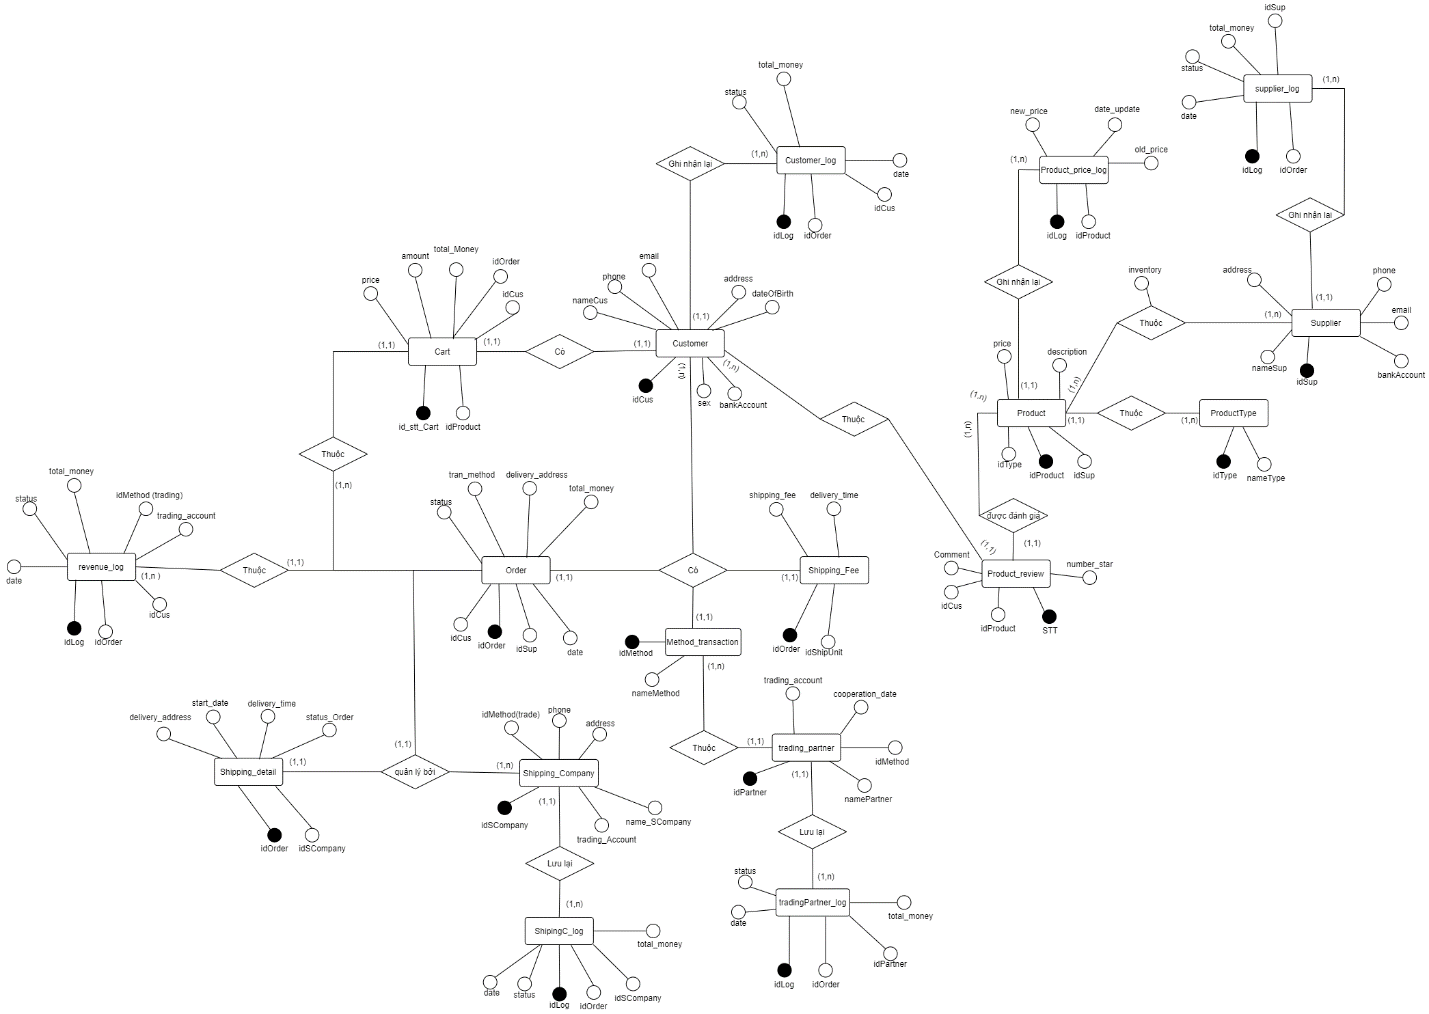 idSup
total_money
status
supplier_log
(1,n)
date
idLog
idOrder
total_money
status
Customer_log
(1,n)
Ghi nhận lại
date
idCus
idLog
idOrder
new_price
date_update
old_price
(1,n)
Product_price_log
idLog
idProduct
Ghi nhận lại
Ghi nhận lại
price
amount
total_Money
idOrder
idCus
(1,1)
Cart
(1,1)
Có
id_stt_Cart
idProduct
nameCus
phone
email
address
dateOfBirth
(1,1)
(1,1)
Customer
(1,n)
(1,n)
idCus
sex
bankAccount
inventory
address
phone
(1,1)
Thuộc
(1,n)
Supplier
email
nameSup
idSup
bankAccount
price
description
(1,1)
(1,n)
(1,n)
Product
(1,1)
Thuộc
(1,n)
ProductType
(1,n)
idType
idProduct
idSup
idType
nameType
Thuộc
Thuộc
(1,n)
total_money
status
idMethod (trading)
trading_account
revenue_log
(1,n )
Thuộc
(1,1)
date
idCus
idLog
idOrder
tran_method
delivery_address
total_money
status
Order
(1,1)
Có
idCus
idOrder
idSup
date
shipping_fee
delivery_time
(1,1)
Shipping_Fee
idOrder
idShipUnit
được đánh giá
(1,1)
(1,1)
Comment
Product_review
number_star
idCus
idProduct
STT
(1,1)
idMethod
Method_transaction
nameMethod
(1,n)
Thuộc
(1,1)
trading_account
cooperation_date
trading_partner
idMethod
idPartner
(1,1)
namePartner
delivery_address
start_date
delivery_time
status_Order
Shipping_detail
(1,1)
(1,1)
quản lý bởi
(1,n)
idOrder
idSCompany
idMethod(trade)
phone
address
Shipping_Company
idSCompany
(1,1)
name_SCompany
trading_Account
Lưu lại
(1,n)
ShipingC_log
total_money
date
status
idLog
idOrder
idSCompany
Lưu lại
(1,n)
status
tradingPartner_log
date
total_money
idPartner
idLog
idOrder